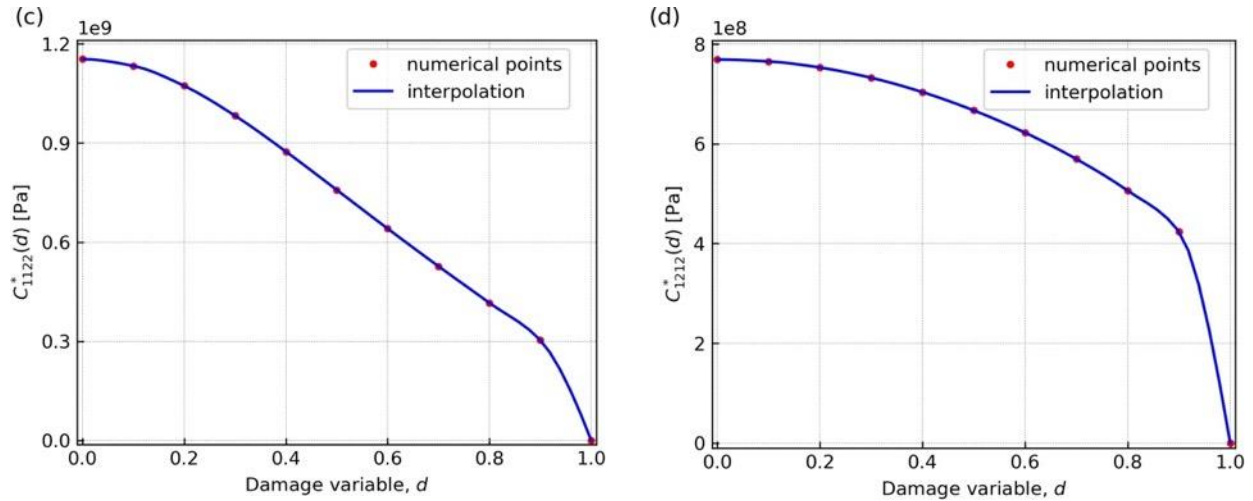 (c)
1e9
1.2
0.9
0.6
0.3
0.0
C*1122(d) [Pa]
numerical points
interpolation
0.0 0.2 0.4 0.6 0.8 1.0
Damage variable, d
(d)
1e8
8
6
4
2
0
C*1212(d) [Pa]
numerical points
interpolation
0.0 0.2 0.4 0.6 0.8 1.0
Damage variable, d